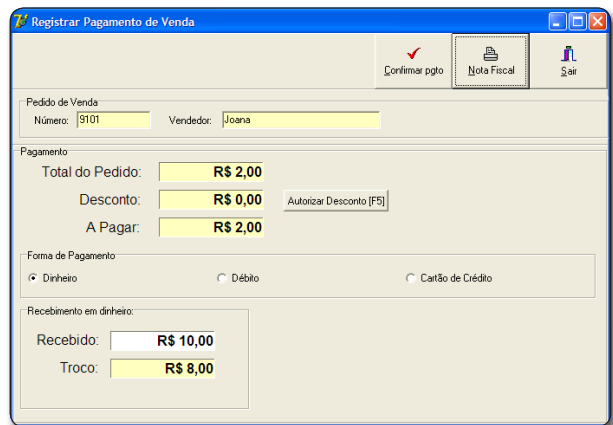 Registrar Pagamento de Venda
Confirmar pgto Nota Fiscal Sair
Pedido de Venda
Número: 9101 Vendedor: Joana
Pagamento
Total do Pedido: R$ 2,00
Desconto: R$ 0,00 Autorizar Desconto [F5]
A Pagar: R$ 2,00
Forma de Pagamento
Dinheiro Débito Cartão de Crédito
Recebimento em dinheiro:
Recebido: R$ 10,00
Troco: R$ 8,00